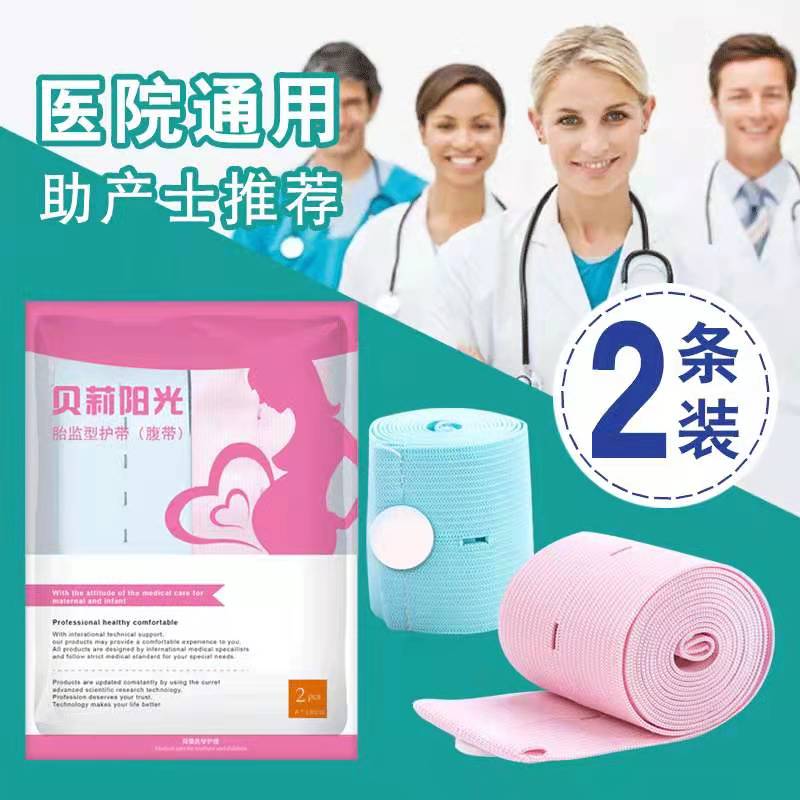 医院通用
助产士推荐
2条装
贝莉阳光
胎监型护带（腹带）
With the attitude of the medical care for
maternal and infant
Professional healthy comfortable
With interational technical support,
our products may provide a comfortable experience to you.
All products are designed by international medical specailists
and follow strict medical standard for your special needs.
Products are updated comstantly by using the curret
advanced scientific research technology.
Profession deserves your trust.
Technology makes your life better
2 pcs